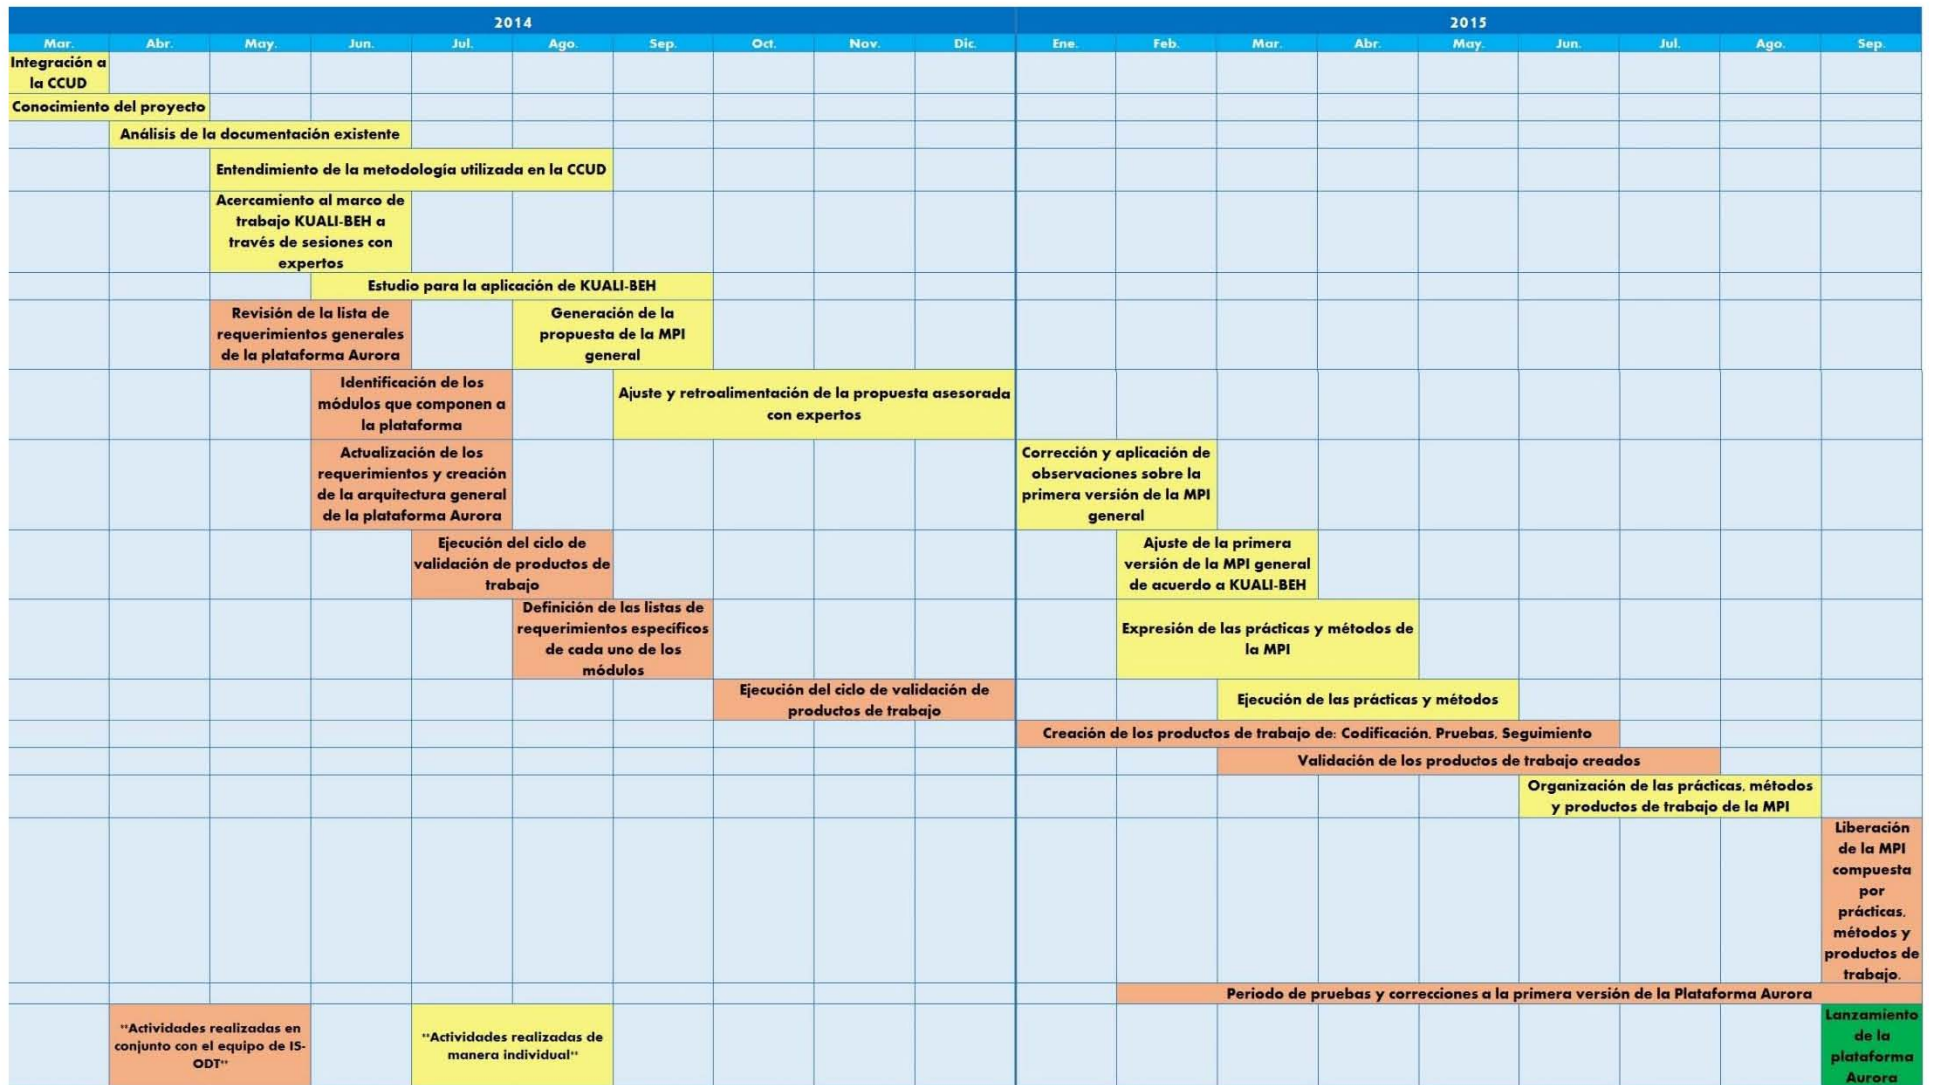 2014
2015
Mar.
Abr.
May.
Jun.
Jul.
Ago.
Sep.
Oct.
Nov.
Dic.
Ene.
Feb.
Mar.
Abr.
May.
Jun.
Jul.
Ago.
Sep.
Integración a
la CCUD
Conocimiento del proyecto
Análisis de la documentación existente
Entendimiento de la metodología utilizada en la CCUD
Acercamiento al marco de
trabajo KUALI-BEH a
través de sesiones con
expertos
Estudio para la aplicación de KUALI-BEH
Revisión de la lista de
requerimientos generales
de la plataforma Aurora
Generación de la
propuesta de la MPI
general
Identificación de los
módulos que componen a
la plataforma
Ajuste y retroalimentación de la propuesta asesorada
con expertos
Actualización de los
requerimientos y creación
de la arquitectura general
de la plataforma Aurora
Corrección y aplicación de
observaciones sobre la
primera versión de la MPI
general
Ejecución del ciclo de
validación de productos de
trabajo
Ajuste de la primera
versión de la MPI general
de acuerdo a KUALI-BEH
Definición de las listas de
requerimientos específicos
de cada uno de los
módulos
Expresión de las prácticas y métodos de
la MPI
Ejecución del ciclo de validación de
productos de trabajo
Ejecución de las prácticas y métodos
Creación de los productos de trabajo de: Codificación, Pruebas, Seguimiento
Validación de los productos de trabajo creados
Organización de las prácticas, métodos
y productos de trabajo de la MPI
Liberación
de la MPI
compuesta
por
prácticas,
métodos y
productos de
trabajo.
Periodo de pruebas y correcciones a la primera versión de la Plataforma Aurora
**Actividades realizadas en
conjunto con el equipo de IS-
ODT**
**Actividades realizadas de
manera individual**
Lanzamiento
de la
plataforma
Aurora